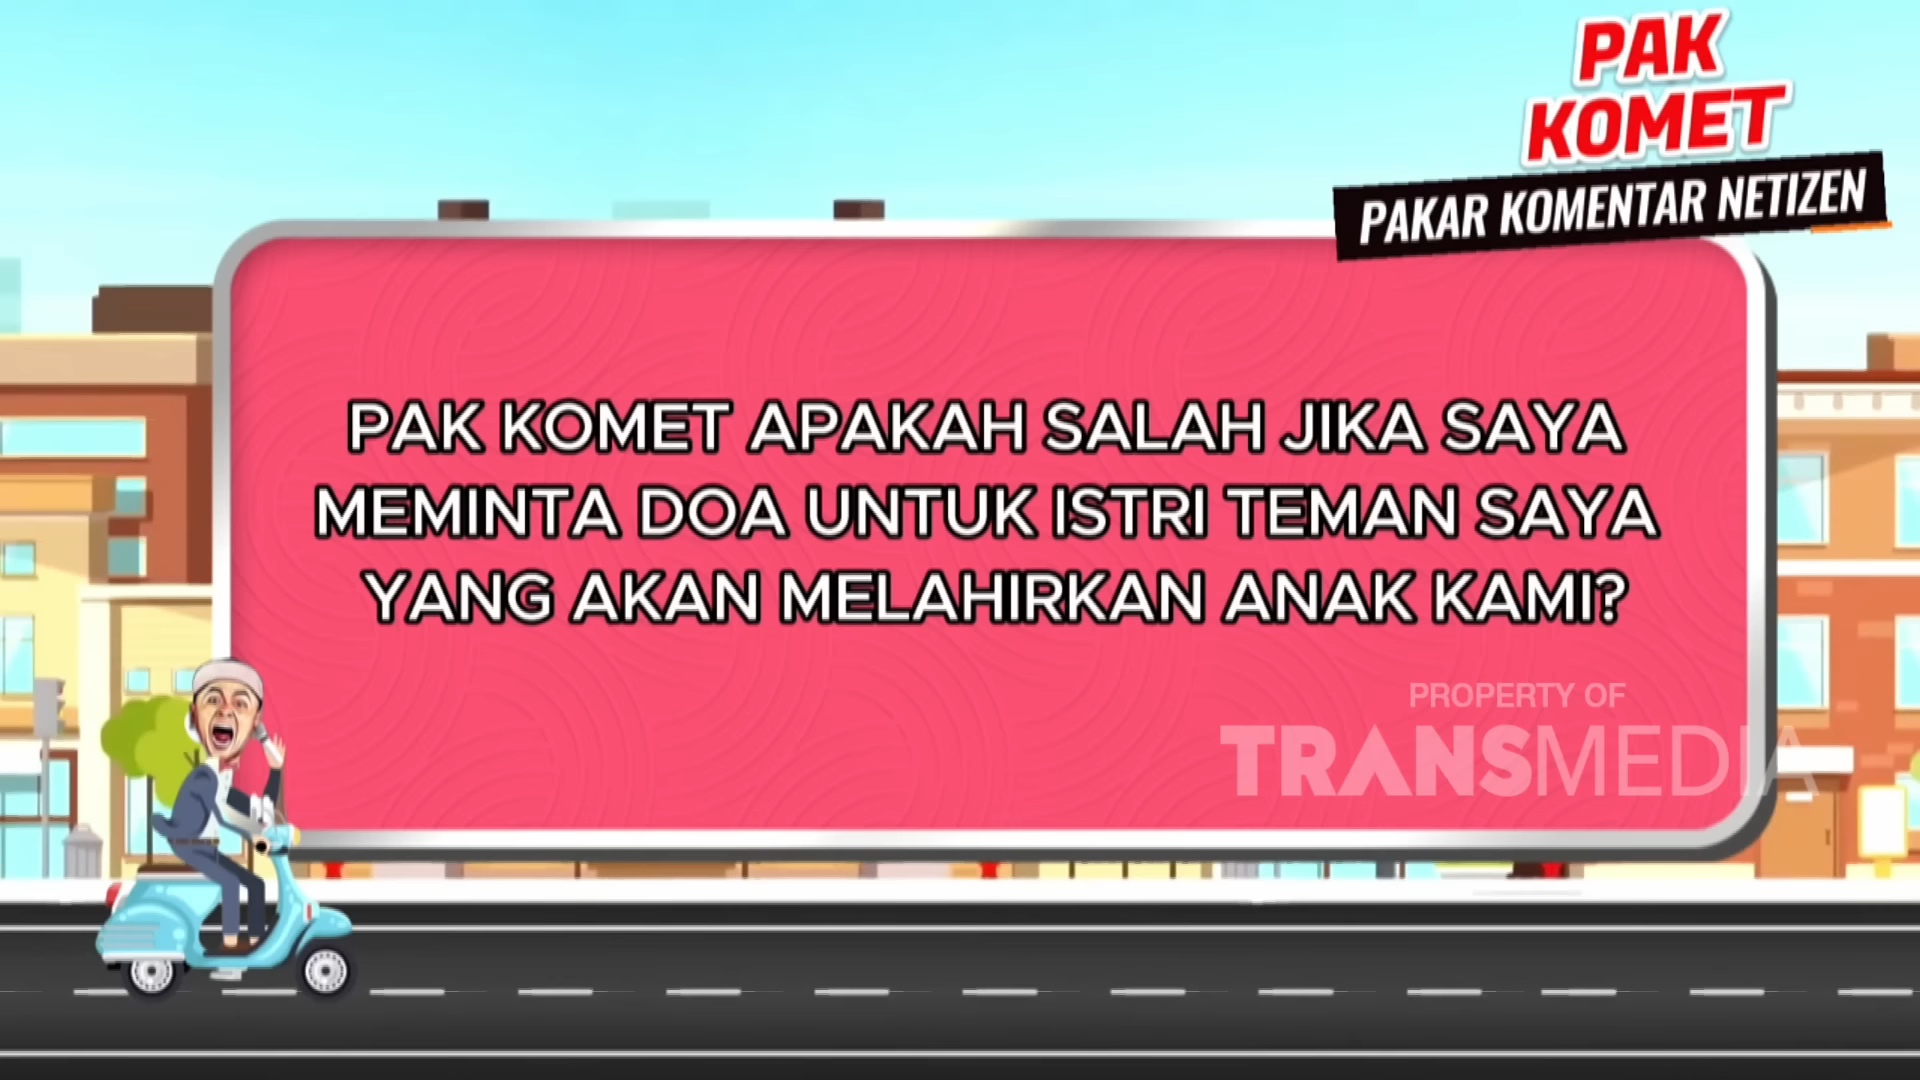 PAK
KOMET
PAKAR KOMENTAR NETIZEN
PAK KOMET APAKAH SALAH JIKA SAYA
MEMINTA DOA UNTUK ISTRI TEMAN SAYA
YANG AKAN MELAHIRKAN ANAK KAMI?
PROPERTY OF
TRANSMEDIA